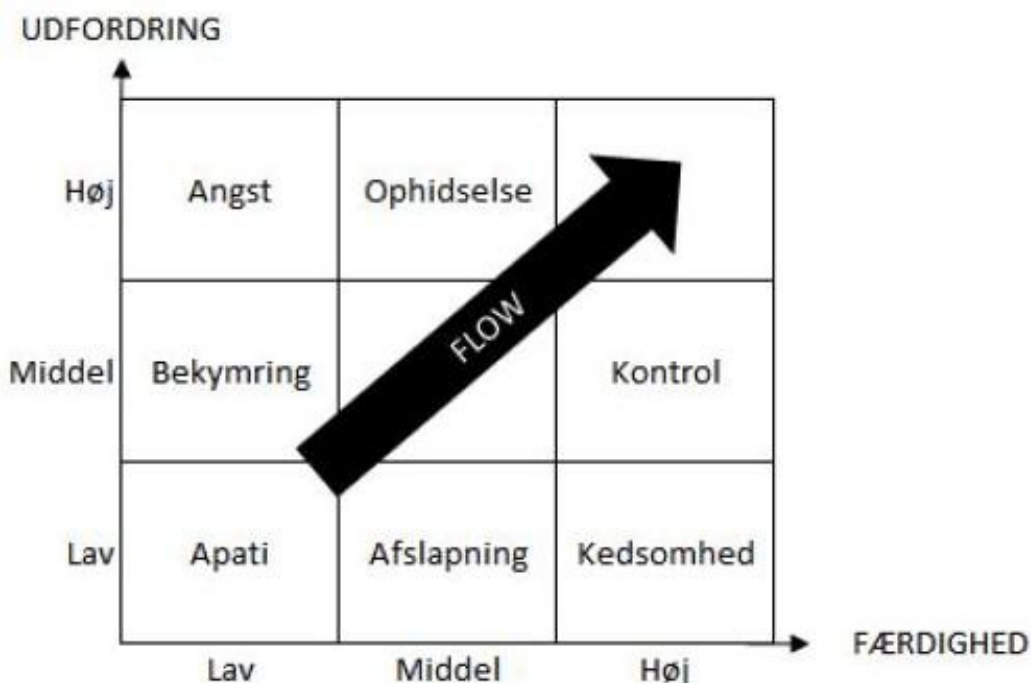 UDFORDRING
Høj Angst Ophidselse
FLOW
Middel Bekymring Kontrol
Lav Apati Afslapning Kedsomhed
FÆRDIGHED
Lav Middel Høj